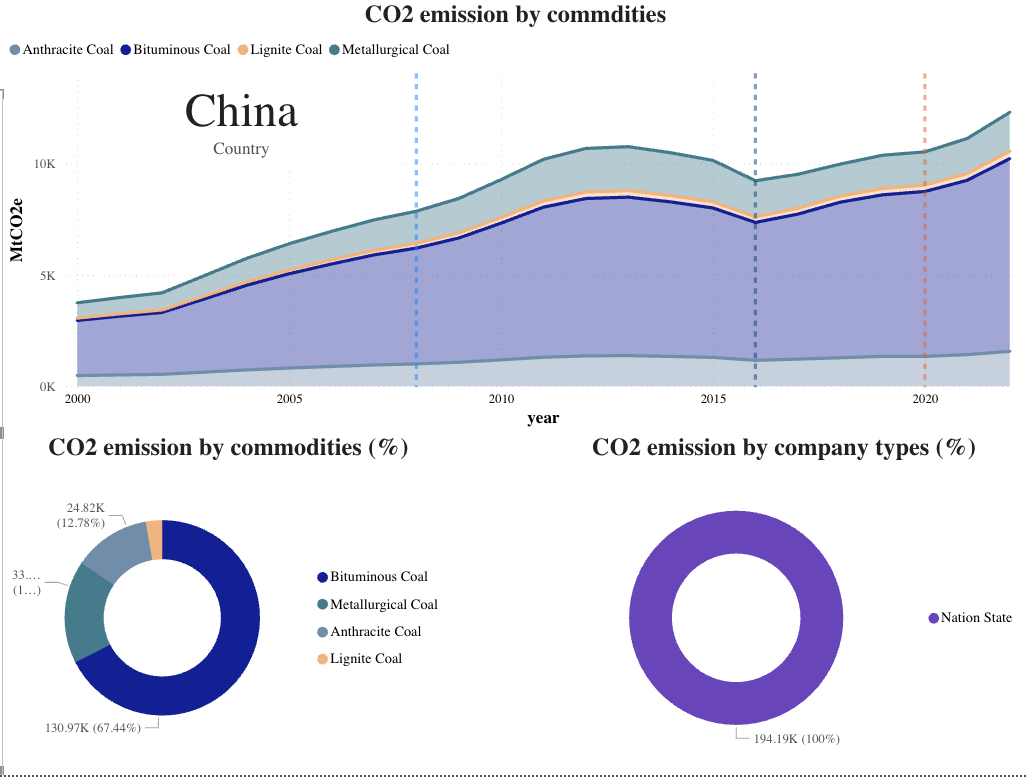 CO2 emission by commdities
Anthracite Coal Bituminous Coal Lignite Coal Metallurgical Coal
China
Country
10K
MtCO2e
5K
0K
2000 2005 2010 2015 2020
year
CO2 emission by commodities (%)
24.82K
(12.78%)
33....
(1…)
130.97K (67.44%)
Bituminous Coal
Metallurgical Coal
Anthracite Coal
Lignite Coal
CO2 emission by company types (%)
Nation State
194.19K (100%)